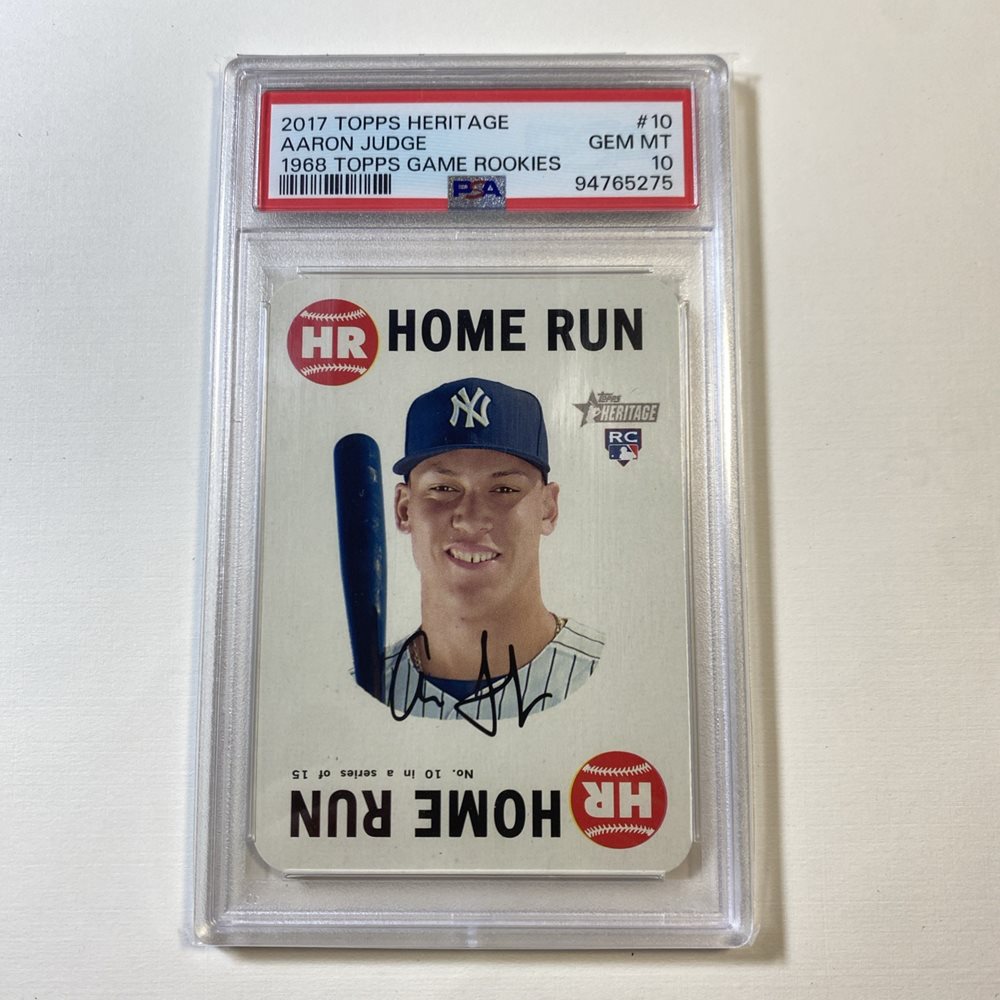 2017 TOPPS HERITAGE #10
AARON JUDGE GEM MT
1968 TOPPS GAME ROOKIES 10
PSA 94765275
HR HOME RUN
NY
TOPPS
HERITAGE
RC
No. 10 in a series of 15
HOME RUN HR